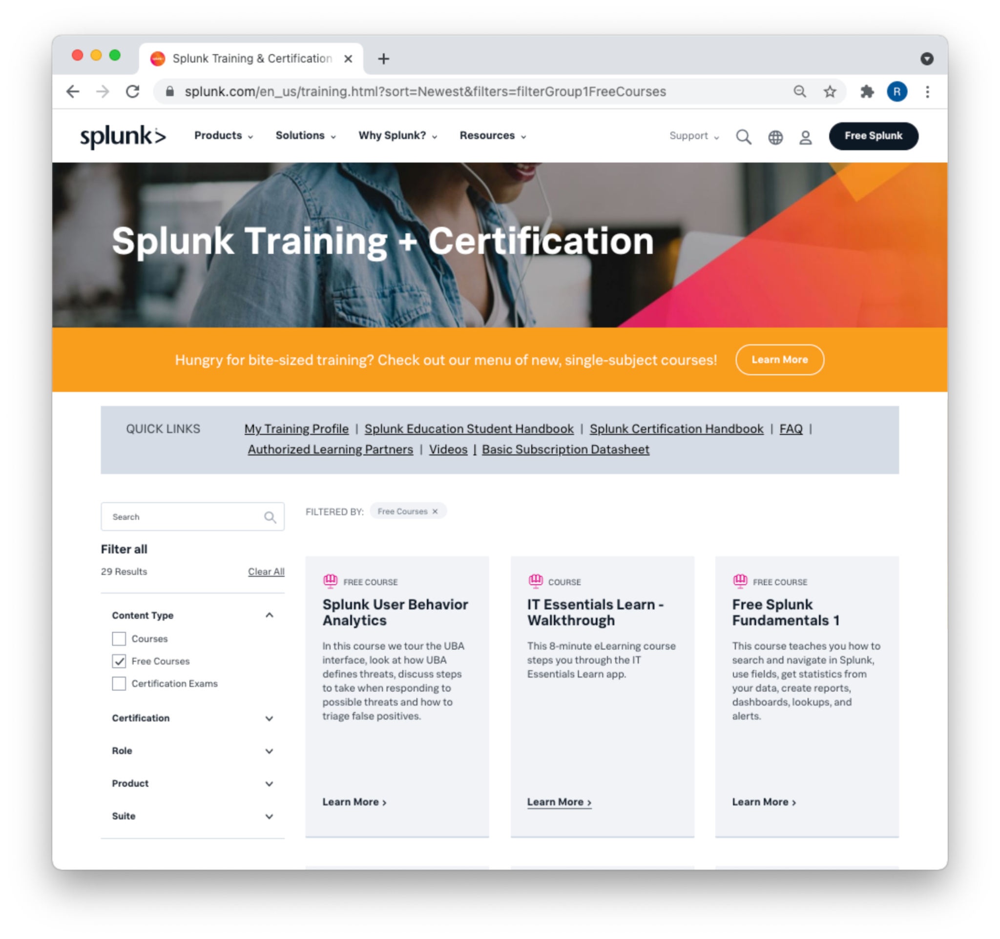 Splunk Training & Certification
splunk.com/en_us/training.html?sort=Newest&filters=filterGroup1FreeCourses
R
splunk>
Products
Solutions
Why Splunk?
Resources
Support
Free Splunk
Splunk Training + Certification
Hungry for bite-sized training? Check out our menu of new, single-subject courses!
Learn More
QUICK LINKS
My Training Profile | Splunk Education Student Handbook | Splunk Certification Handbook | FAQ |
Authorized Learning Partners | Videos | Basic Subscription Datasheet
Search
Filter all
29 Results
Clear All
Content Type
Courses
Free Courses
Certification Exams
Certification
Role
Product
Suite
FILTERED BY:
Free Courses ×
FREE COURSE
Splunk User Behavior
Analytics
In this course we tour the UBA
interface, look at how UBA
defines threats, discuss steps
to take when responding to
possible threats and how to
triage false positives.
Learn More >
COURSE
IT Essentials Learn -
Walkthrough
This 8-minute eLearning course
steps you through the IT
Essentials Learn app.
Learn More >
FREE COURSE
Free Splunk
Fundamentals 1
This course teaches you how to
search and navigate in Splunk,
use fields, get statistics from
your data, create reports,
dashboards, lookups, and
alerts.
Learn More >